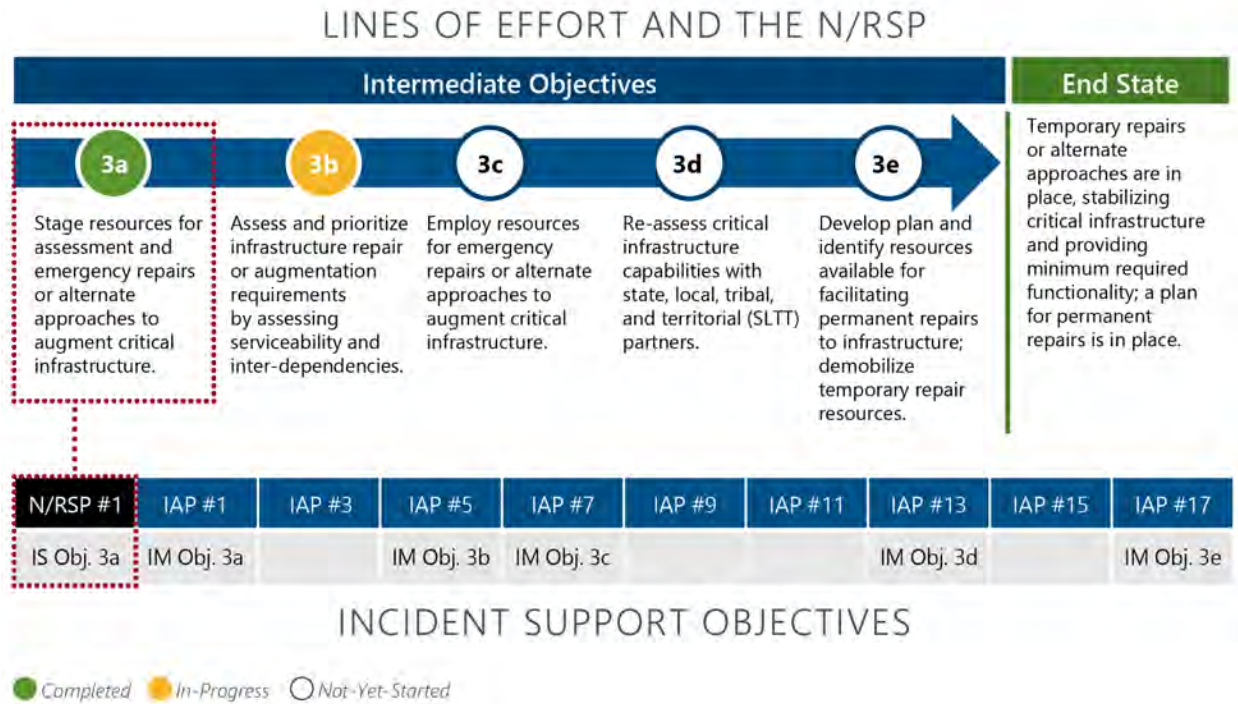 LINES OF EFFORT AND THE N/RSP
Intermediate Objectives
End State
3a
3b
3c
3d
3e
Stage resources for
assessment and
emergency repairs
or alternate
approaches to
augment critical
infrastructure.
Assess and prioritize
infrastructure repair
or augmentation
requirements
by assessing
serviceability and
inter-dependencies.
Employ resources
for emergency
repairs or alternate
approaches to
augment critical
infrastructure.
Re-assess critical
infrastructure
capabilities with
state, local, tribal,
and territorial (SLTT)
partners.
Develop plan and
identify resources
available for
facilitating
permanent repairs
to infrastructure;
demobilize
temporary repair
resources.
Temporary repairs
or alternate
approaches are in
place, stabilizing
critical infrastructure
and providing
minimum required
functionality; a plan
for permanent
repairs is in place.
N/RSP #1 IAP #1 IAP #3 IAP #5 IAP #7 IAP #9 IAP #11 IAP #13 IAP #15 IAP #17
IS Obj. 3a IM Obj. 3a IM Obj. 3b IM Obj. 3c IM Obj. 3d IM Obj. 3e
INCIDENT SUPPORT OBJECTIVES
Completed In-Progress Not-Yet-Started